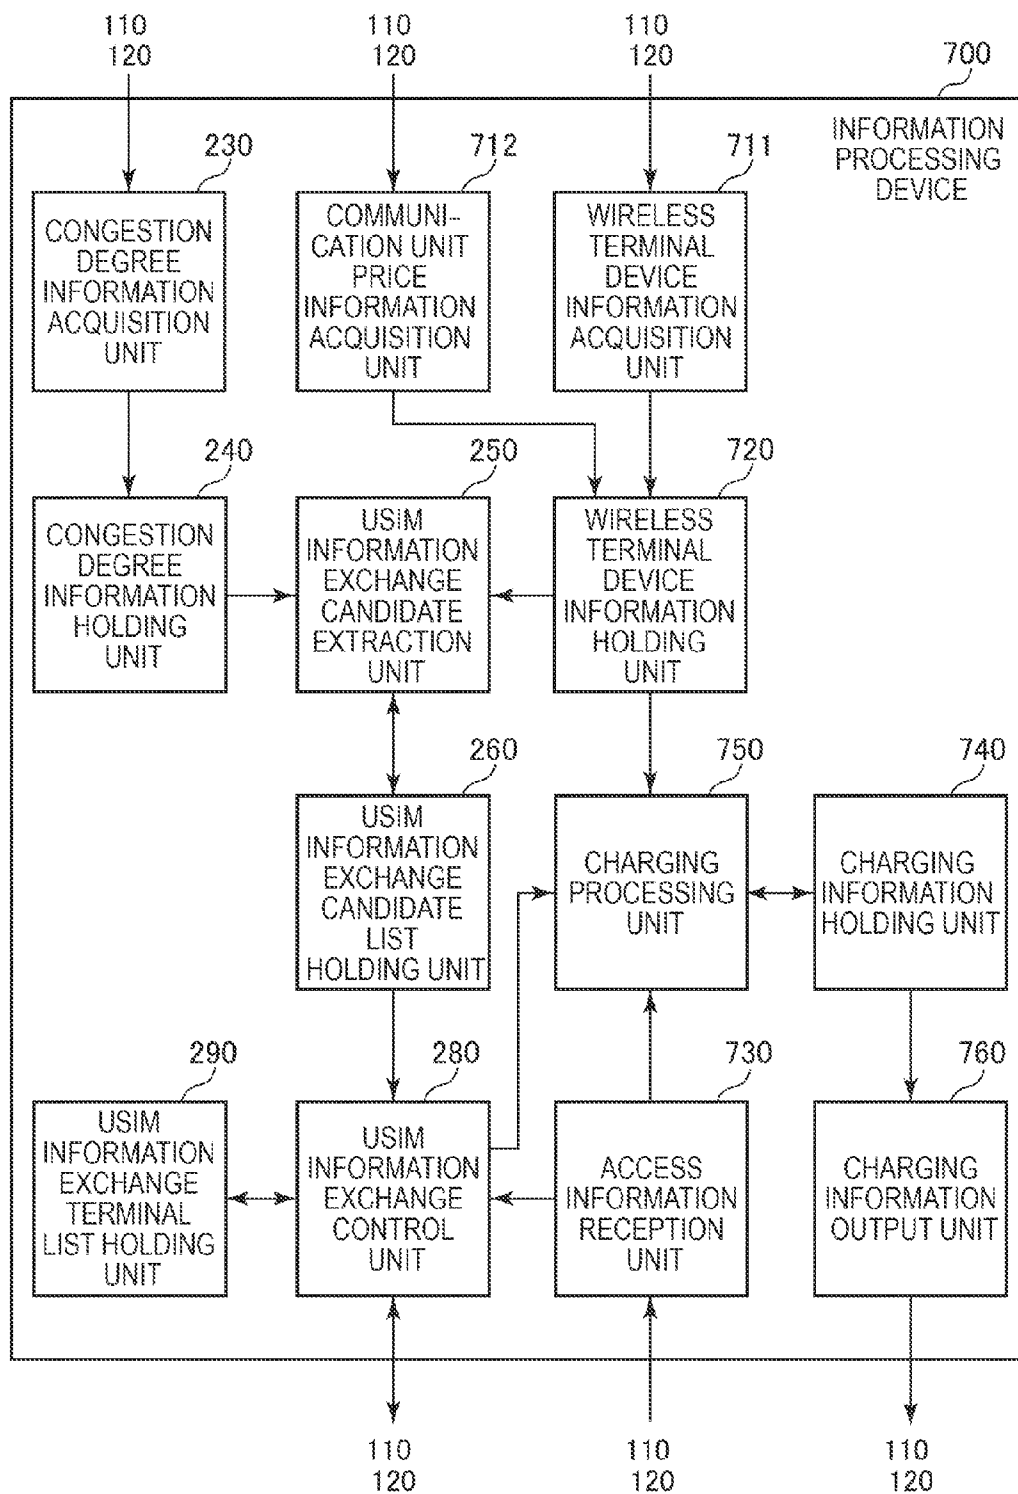 110
120
110
120
110
120
700
INFORMATION
PROCESSING
DEVICE
230
CONGESTION
DEGREE
INFORMATION
ACQUISITION
UNIT
712
COMMUNI-
CATION UNIT
PRICE
INFORMATION
ACQUISITION
UNIT
711
WIRELESS
TERMINAL
DEVICE
INFORMATION
ACQUISITION
UNIT
240
CONGESTION
DEGREE
INFORMATION
HOLDING
UNIT
250
USIM
INFORMATION
EXCHANGE
CANDIDATE
EXTRACTION
UNIT
720
WIRELESS
TERMINAL
DEVICE
INFORMATION
HOLDING
UNIT
260
USIM
INFORMATION
EXCHANGE
CANDIDATE
LIST
HOLDING UNIT
750
CHARGING
PROCESSING
UNIT
740
CHARGING
INFORMATION
HOLDING UNIT
290
USIM
INFORMATION
EXCHANGE
TERMINAL
LIST HOLDING
UNIT
280
USIM
INFORMATION
EXCHANGE
CONTROL
UNIT
730
ACCESS
INFORMATION
RECEPTION
UNIT
760
CHARGING
INFORMATION
OUTPUT UNIT
110
120
110
120
110
120